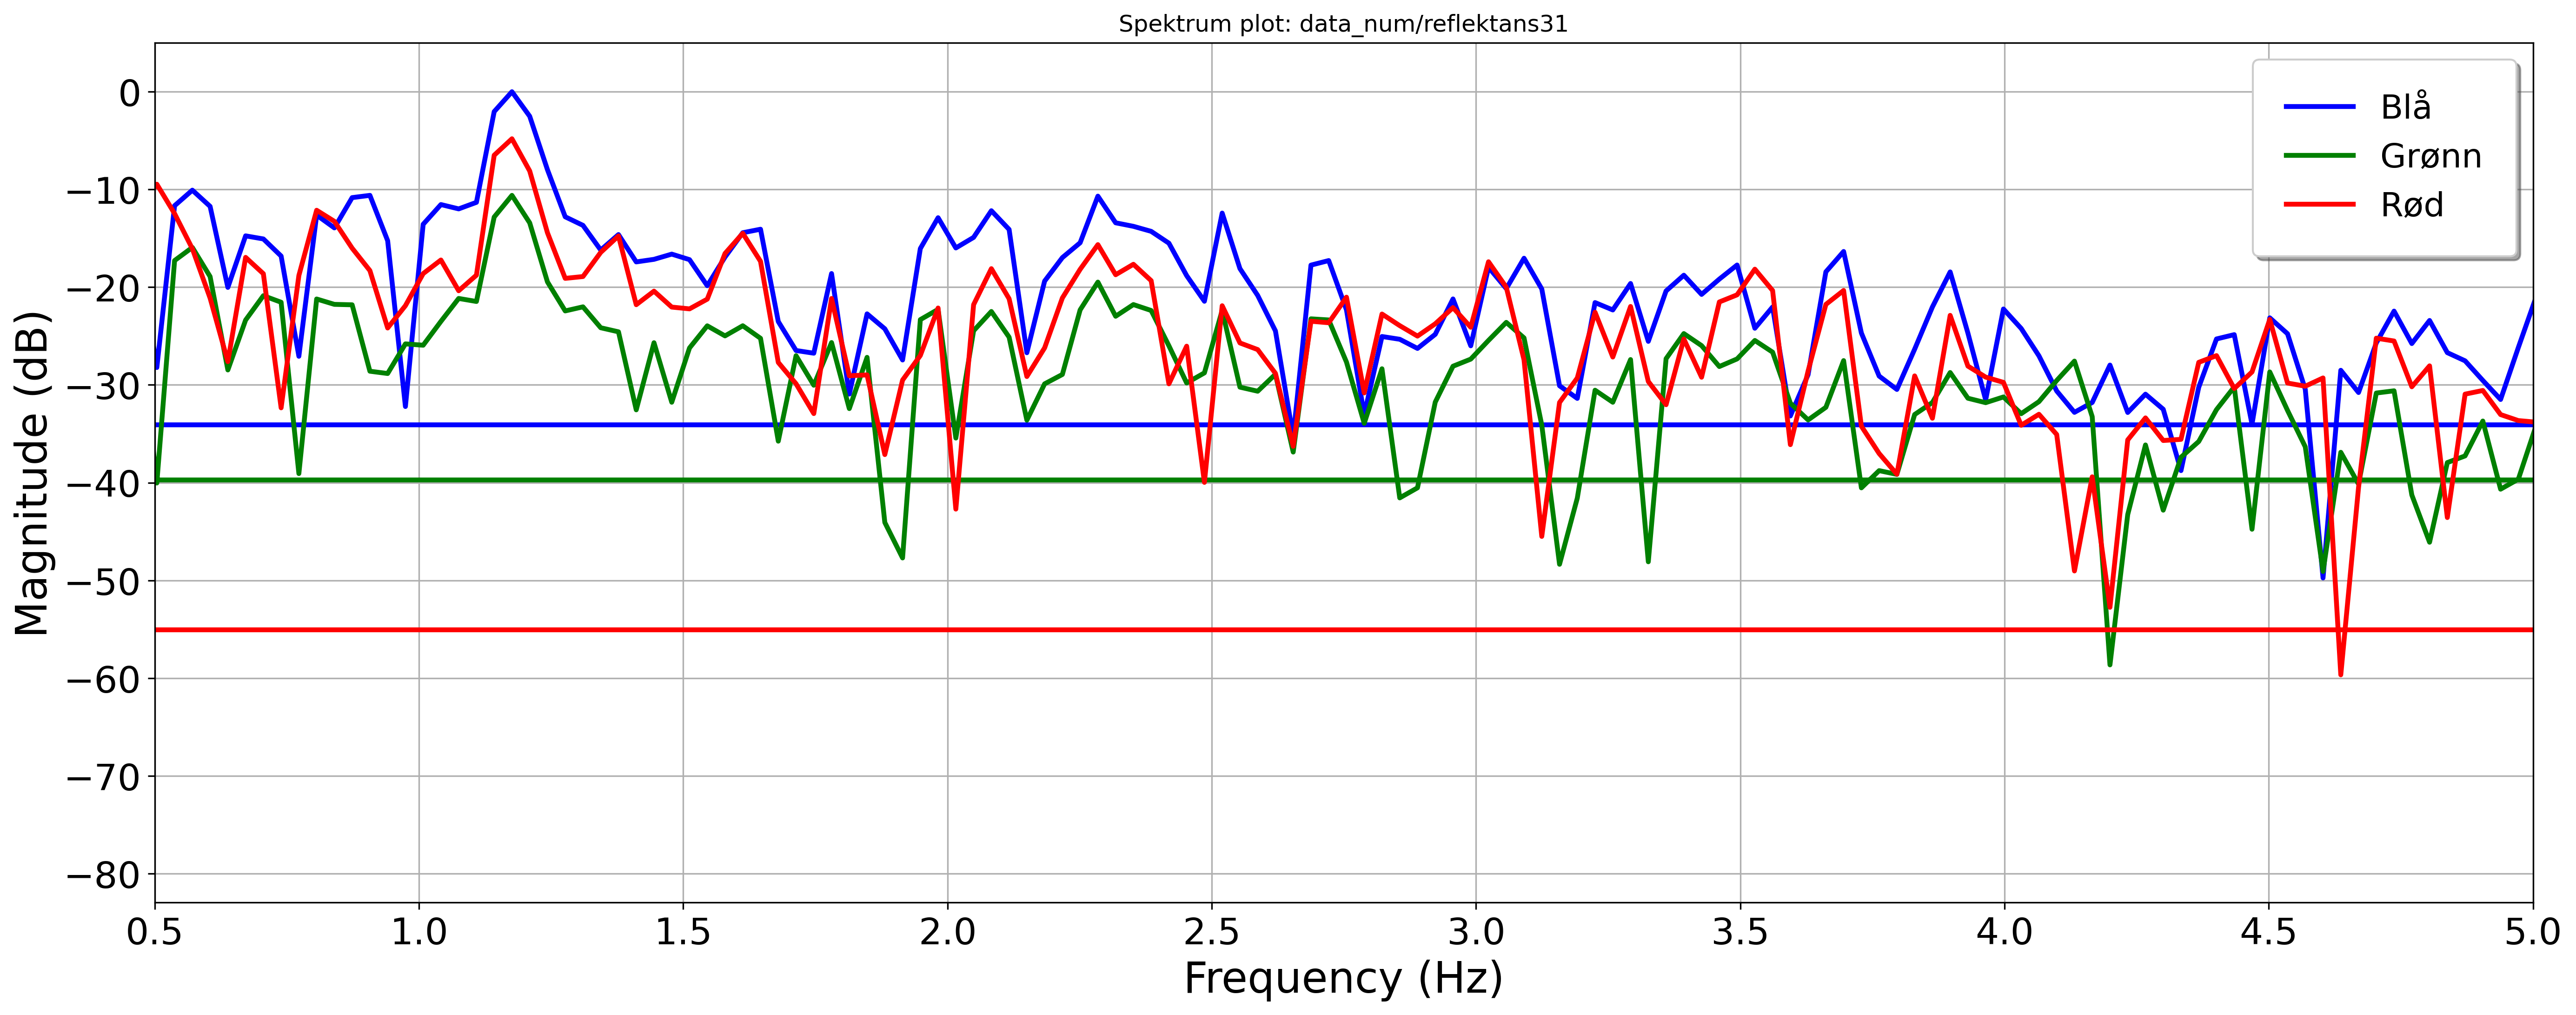 Spektrum plot: data_num/reflektans31
0
−10
−20
−30
−40
−50
−60
−70
−80
Magnitude (dB)
Blå
Grønn
Rød
0.5 1.0 1.5 2.0 2.5 3.0 3.5 4.0 4.5 5.0
Frequency (Hz)